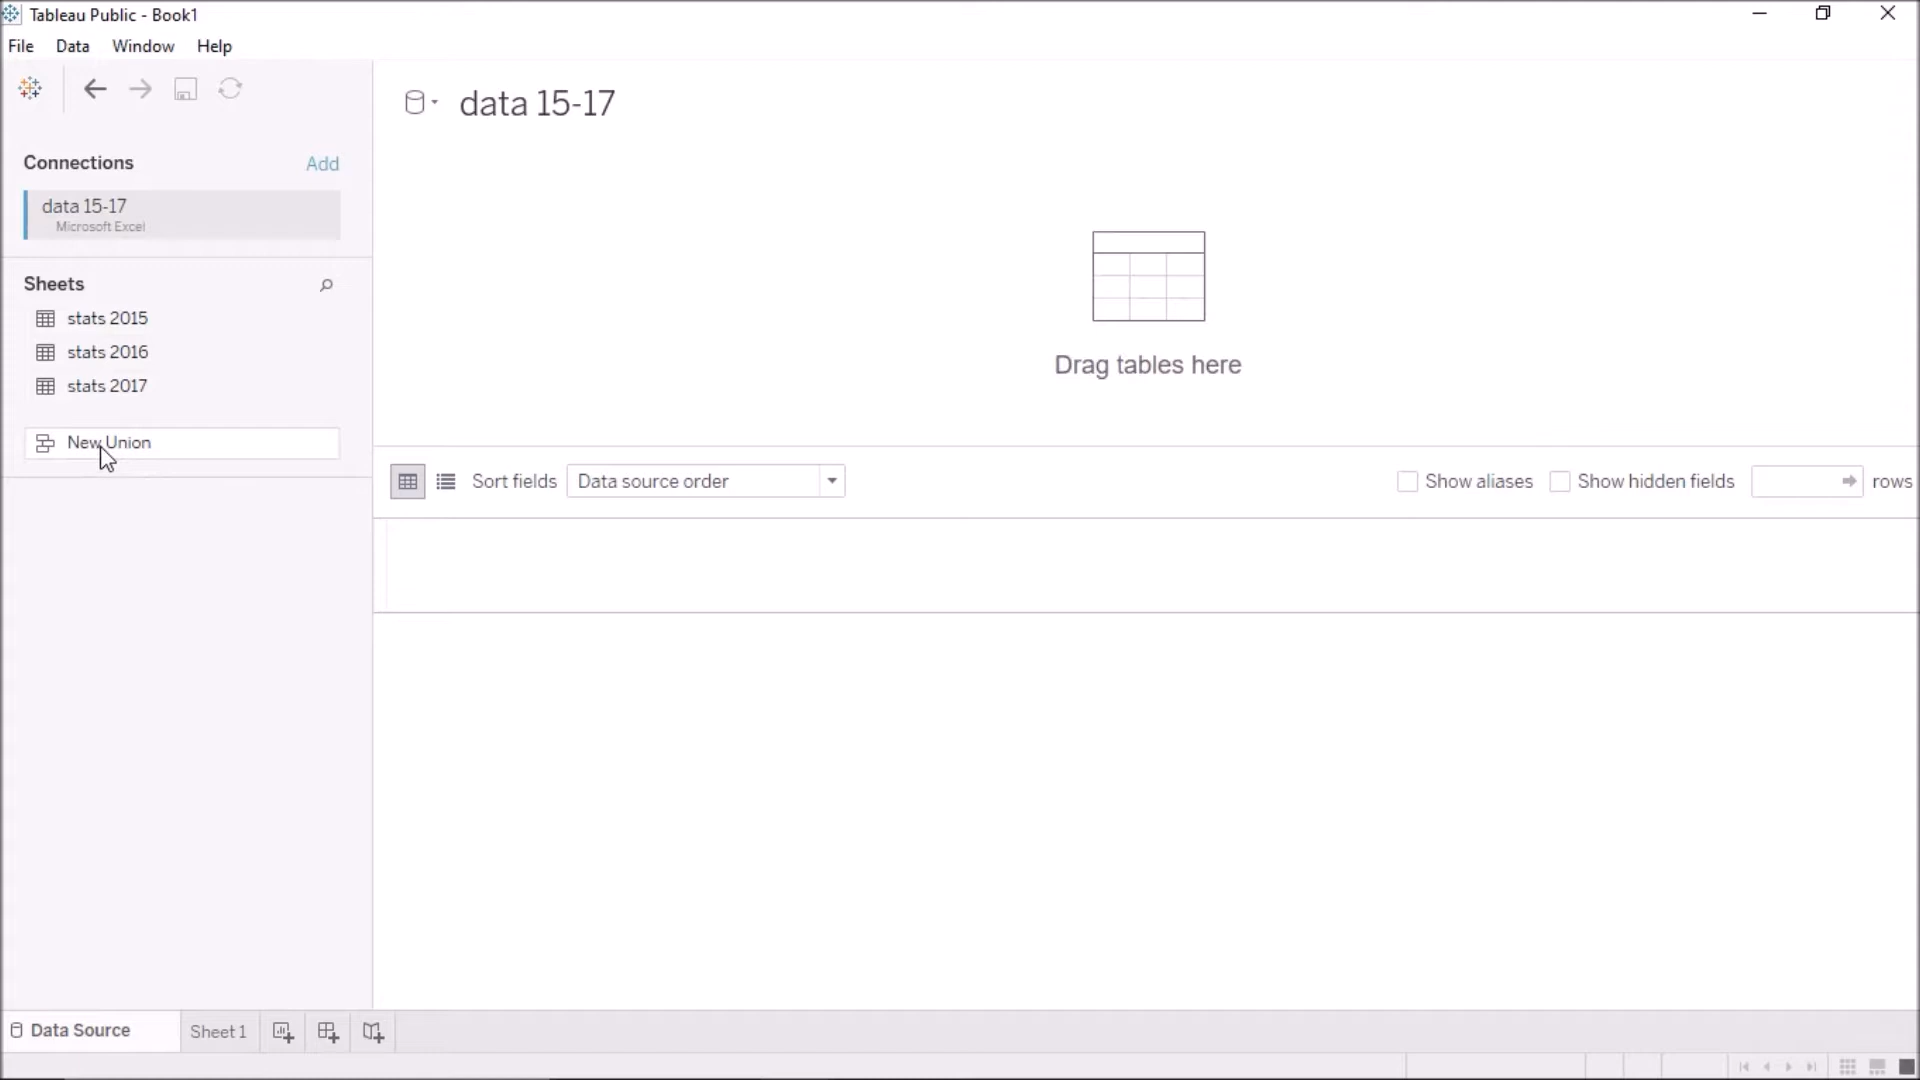 Tableau Public - Book1
File Data Window Help
data 15-17
Connections Add
data 15-17
Microsoft Excel
Sheets
stats 2015
stats 2016
stats 2017
New Union
Drag tables here
Sort fields Data source order Show aliases Show hidden fields rows
Data Source Sheet 1